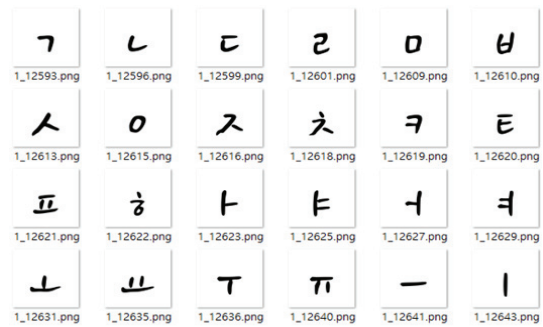 ㄱ ㄴ ㄷ ㄹ ㅁ ㅂ
1_12593.png 1_12596.png 1_12599.png 1_12601.png 1_12609.png 1_12610.png
ㅅ ㅇ ㅈ ㅊ ㅋ ㅌ
1_12613.png 1_12615.png 1_12616.png 1_12618.png 1_12619.png 1_12620.png
ㅍ ㅎ ㅏ ㅑ ㅓ ㅕ
1_12621.png 1_12622.png 1_12623.png 1_12625.png 1_12627.png 1_12629.png
ㅗ ㅛ ㅜ ㅠ ㅡ ㅣ
1_12631.png 1_12635.png 1_12636.png 1_12640.png 1_12641.png 1_12643.png